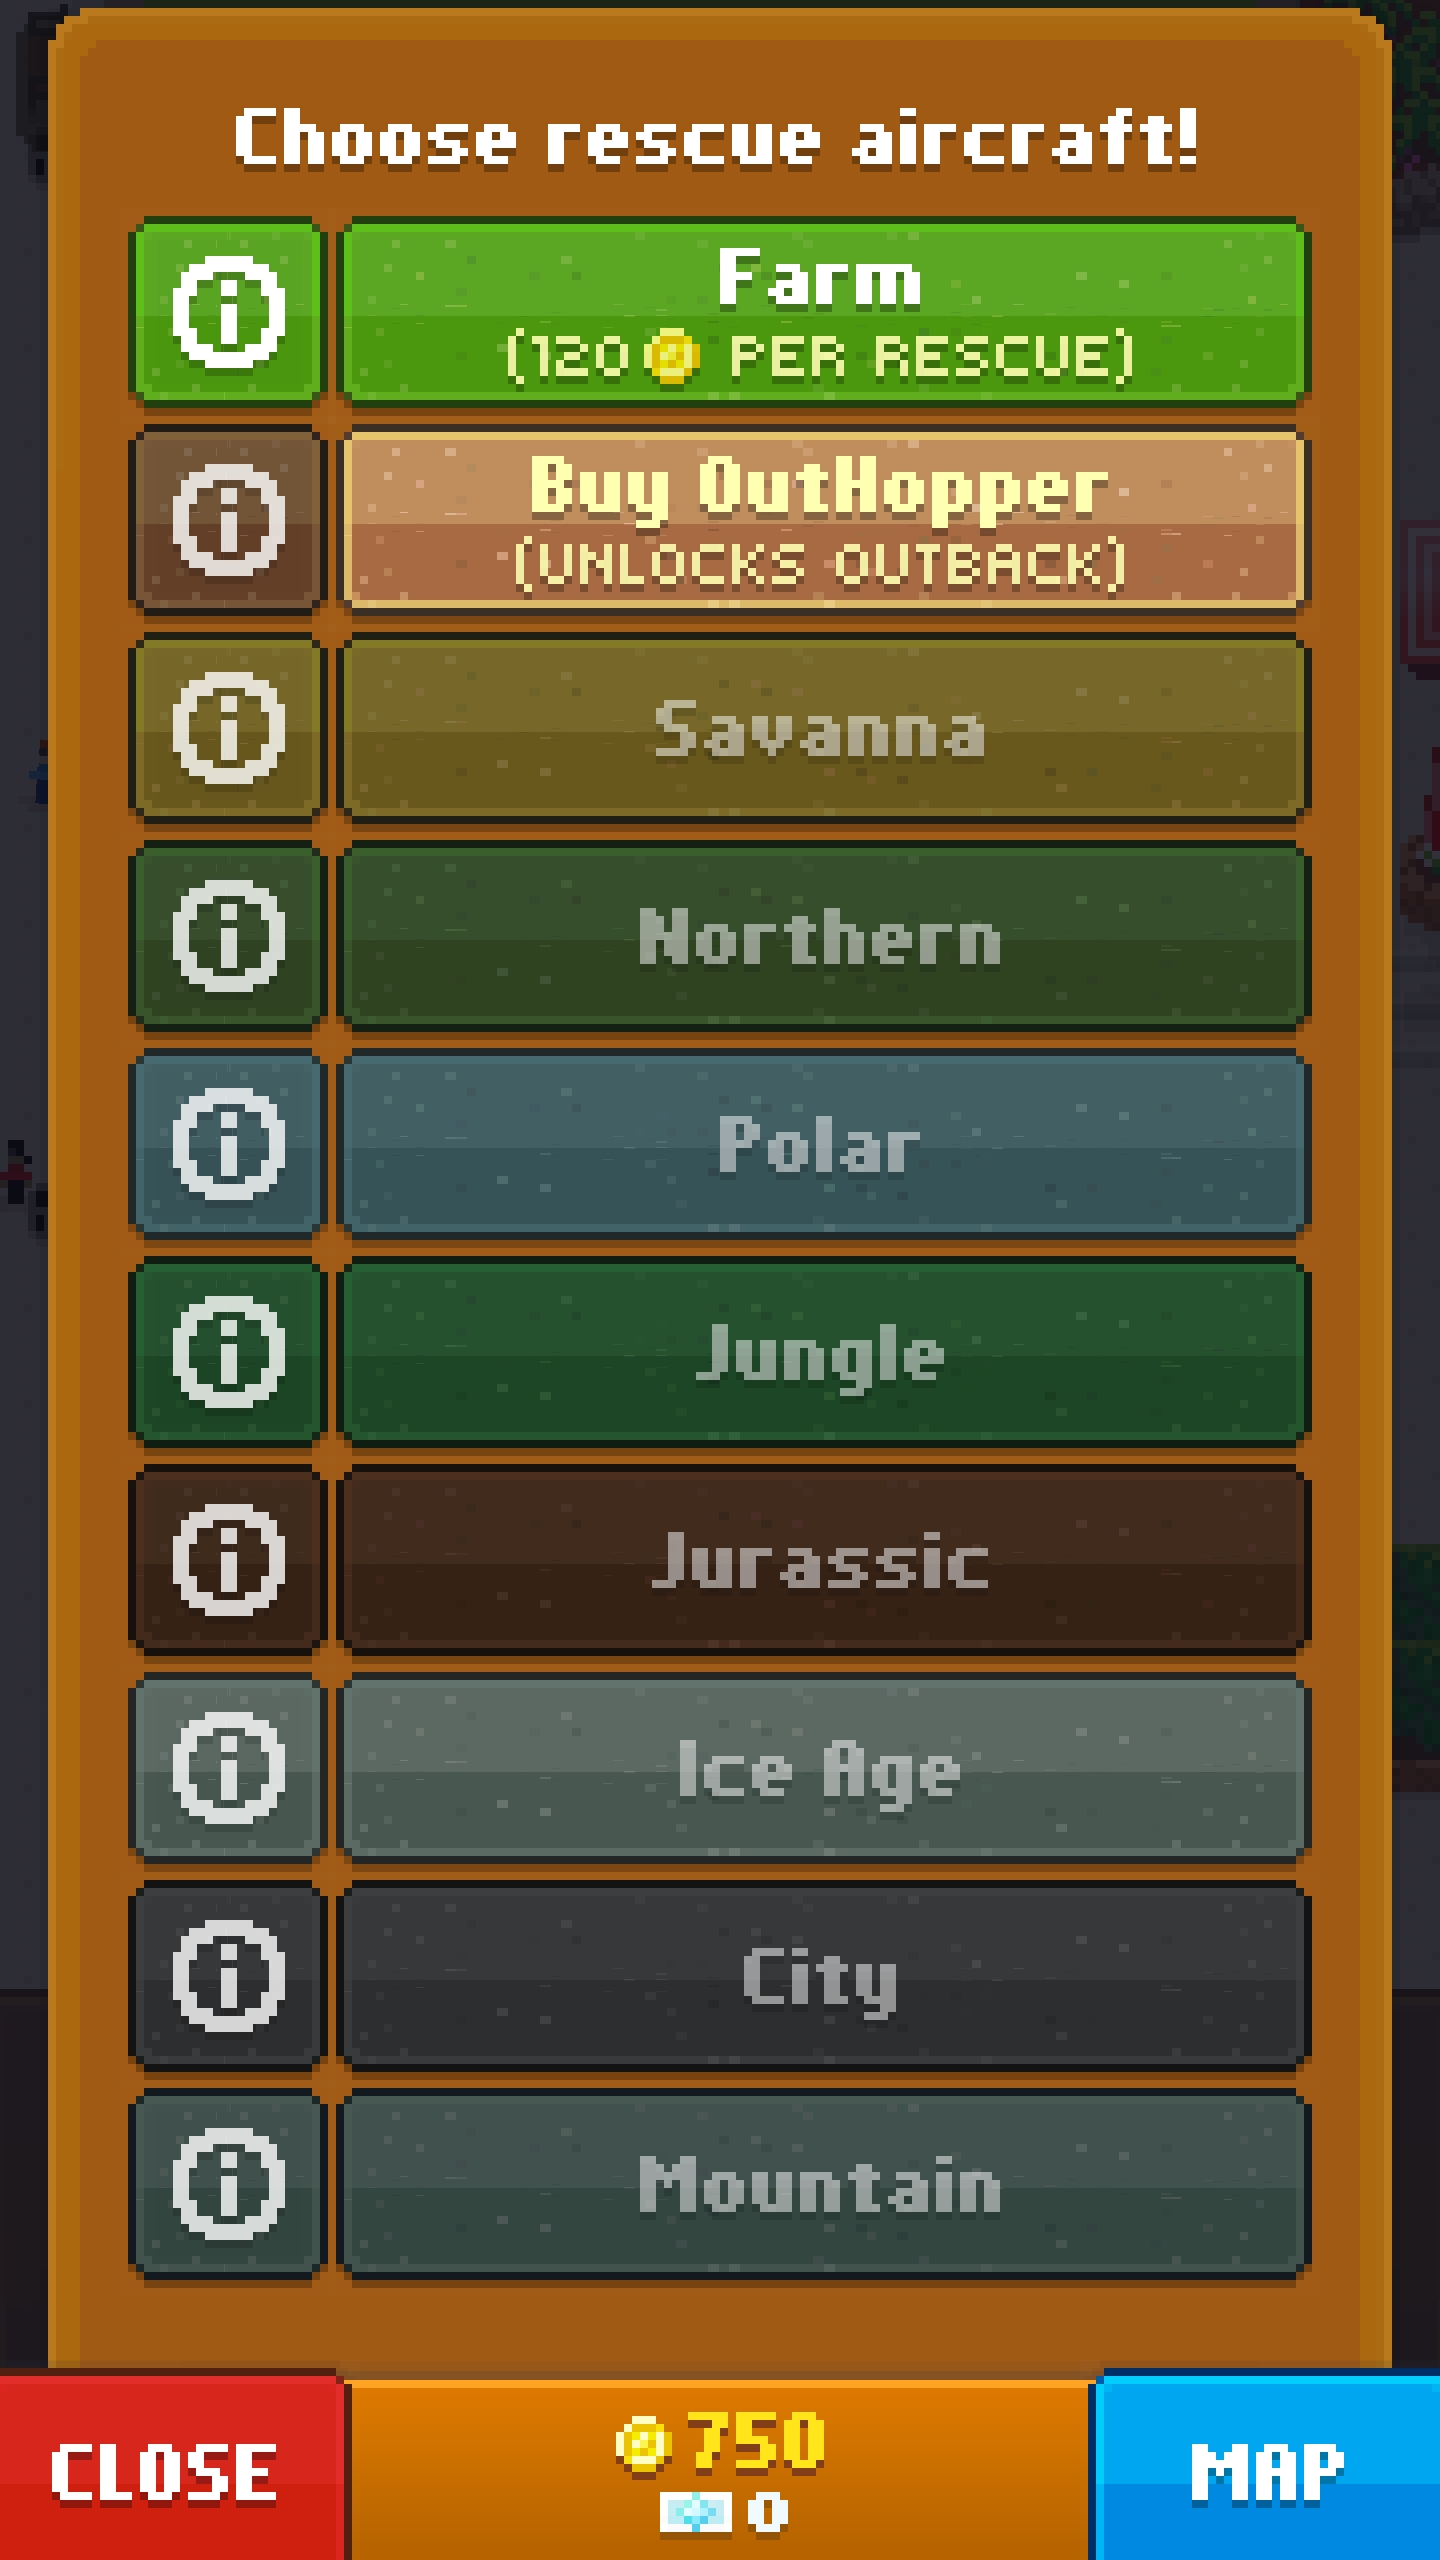 Choose rescue aircraft!
Farm
(120 PER RESCUE)
Buy OutHopper
(UNLOCKS OUTBACK)
Savanna
Northern
Polar
Jungle
Jurassic
Ice Age
City
Mountain
CLOSE
750
0
MAP